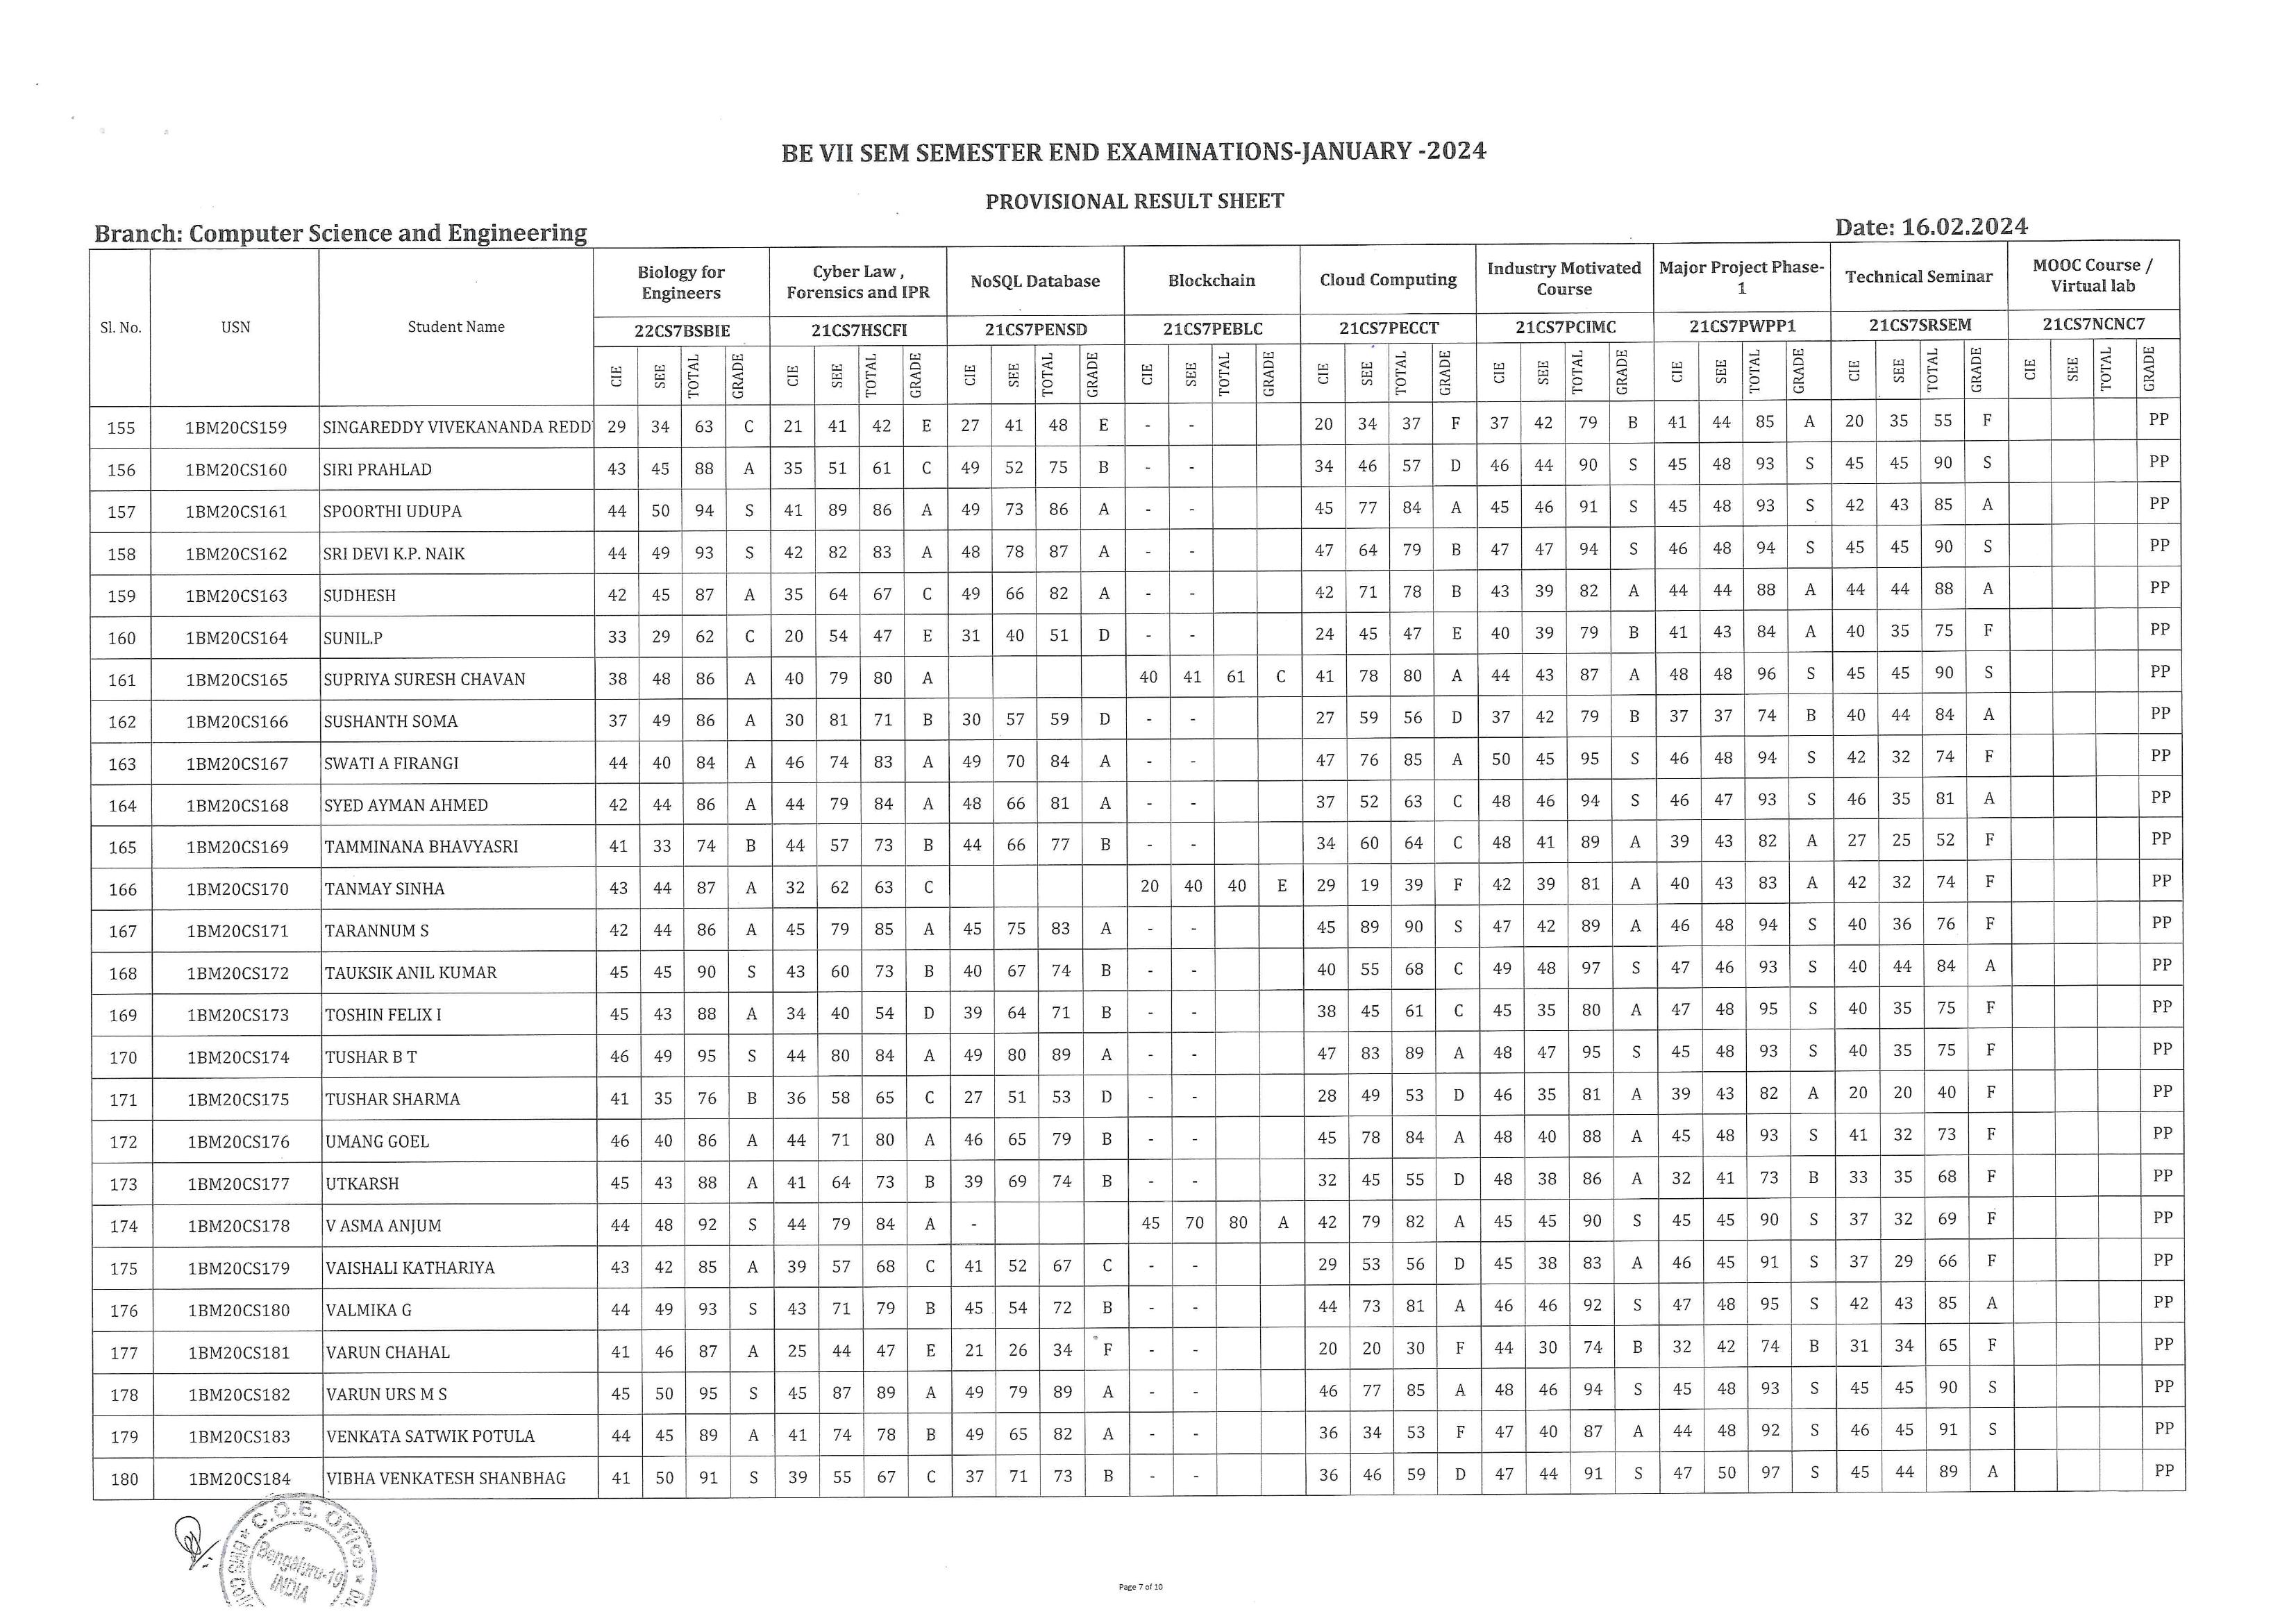 BE VII SEM SEMESTER END EXAMINATIONS-JANUARY -2024
PROVISIONAL RESULT SHEET
Branch: Computer Science and Engineering Date: 16.02.2024
Sl. No. USN Student Name Biology for Engineers Cyber Law , Forensics and IPR NoSQL Database Blockchain Cloud Computing Industry Motivated Course Major Project Phase-1 Technical Seminar MOOC Course / Virtual lab
22CS7BSBIE 21CS7HSCFI 21CS7PENSD 21CS7PEBLC 21CS7PECCT 21CS7PCIMC 21CS7PWPP1 21CS7SRSEM 21CS7NCNC7
CIE SEE TOTAL GRADE CIE SEE TOTAL GRADE CIE SEE TOTAL GRADE CIE SEE TOTAL GRADE CIE SEE TOTAL GRADE CIE SEE TOTAL GRADE CIE SEE TOTAL GRADE CIE SEE TOTAL GRADE CIE SEE TOTAL GRADE
155 1BM20CS159 SINGAREDDY VIVEKANANDA REDD 29 34 63 C 21 41 42 E 27 41 48 E - - 20 34 37 F 37 42 79 B 41 44 85 A 20 35 55 F PP
156 1BM20CS160 SIRI PRAHLAD 43 45 88 A 35 51 61 C 49 52 75 B - - 34 46 57 D 46 44 90 S 45 48 93 S 45 45 90 S PP
157 1BM20CS161 SPOORTHI UDUPA 44 50 94 S 41 89 86 A 49 73 86 A - - 45 77 84 A 45 46 91 S 45 48 93 S 42 43 85 A PP
158 1BM20CS162 SRI DEVI K.P. NAIK 44 49 93 S 42 82 83 A 48 78 87 A - - 47 64 79 B 47 47 94 S 46 48 94 S 45 45 90 S PP
159 1BM20CS163 SUDHESH 42 45 87 A 35 64 67 C 49 66 82 A - - 42 71 78 B 43 39 82 A 44 44 88 A 44 44 88 A PP
160 1BM20CS164 SUNIL.P 33 29 62 C 20 54 47 E 31 40 51 D - - 24 45 47 E 40 39 79 B 41 43 84 A 40 35 75 F PP
161 1BM20CS165 SUPRIYA SURESH CHAVAN 38 48 86 A 40 79 80 A 40 41 61 C 41 78 80 A 44 43 87 A 48 48 96 S 45 45 90 S PP
162 1BM20CS166 SUSHANTH SOMA 37 49 86 A 30 81 71 B 30 57 59 D - - 27 59 56 D 37 42 79 B 37 37 74 B 40 44 84 A PP
163 1BM20CS167 SWATI A FIRANGI 44 40 84 A 46 74 83 A 49 70 84 A - - 47 76 85 A 50 45 95 S 46 48 94 S 42 32 74 F PP
164 1BM20CS168 SYED AYMAN AHMED 42 44 86 A 44 79 84 A 48 66 81 A - - 37 52 63 C 48 46 94 S 46 47 93 S 46 35 81 A PP
165 1BM20CS169 TAMMINANA BHAVYASRI 41 33 74 B 44 57 73 B 44 66 77 B - - 34 60 64 C 48 41 89 A 39 43 82 A 27 25 52 F PP
166 1BM20CS170 TANMAY SINHA 43 44 87 A 32 62 63 C 20 40 40 E 29 19 39 F 42 39 81 A 40 43 83 A 42 32 74 F PP
167 1BM20CS171 TARANNUM S 42 44 86 A 45 79 85 A 45 75 83 A - - 45 89 90 S 47 42 89 A 46 48 94 S 40 36 76 F PP
168 1BM20CS172 TAUKSIK ANIL KUMAR 45 45 90 S 43 60 73 B 40 67 74 B - - 40 55 68 C 49 48 97 S 47 46 93 S 40 44 84 A PP
169 1BM20CS173 TOSHIN FELIX I 45 43 88 A 34 40 54 D 39 64 71 B - - 38 45 61 C 45 35 80 A 47 48 95 S 40 35 75 F PP
170 1BM20CS174 TUSHAR B T 46 49 95 S 44 80 84 A 49 80 89 A - - 47 83 89 A 48 47 95 S 45 48 93 S 40 35 75 F PP
171 1BM20CS175 TUSHAR SHARMA 41 35 76 B 36 58 65 C 27 51 53 D - - 28 49 53 D 46 35 81 A 39 43 82 A 20 20 40 F PP
172 1BM20CS176 UMANG GOEL 46 40 86 A 44 71 80 A 46 65 79 B - - 45 78 84 A 48 40 88 A 45 48 93 S 41 32 73 F PP
173 1BM20CS177 UTKARSH 45 43 88 A 41 64 73 B 39 69 74 B - - 32 45 55 D 48 38 86 A 32 41 73 B 33 35 68 F PP
174 1BM20CS178 V ASMA ANJUM 44 48 92 S 44 79 84 A - 45 70 80 A 42 79 82 A 45 45 90 S 45 45 90 S 37 32 69 F PP
175 1BM20CS179 VAISHALI KATHARIYA 43 42 85 A 39 57 68 C 41 52 67 C - - 29 53 56 D 45 38 83 A 46 45 91 S 37 29 66 F PP
176 1BM20CS180 VALMIKA G 44 49 93 S 43 71 79 B 45 54 72 B - - 44 73 81 A 46 46 92 S 47 48 95 S 42 43 85 A PP
177 1BM20CS181 VARUN CHAHAL 41 46 87 A 25 44 47 E 21 26 34 F - - 20 20 30 F 44 30 74 B 32 42 74 B 31 34 65 F PP
178 1BM20CS182 VARUN URS M S 45 50 95 S 45 87 89 A 49 79 89 A - - 46 77 85 A 48 46 94 S 45 48 93 S 45 45 90 S PP
179 1BM20CS183 VENKATA SATWIK POTULA 44 45 89 A 41 74 78 B 49 65 82 A - - 36 34 53 F 47 40 87 A 44 48 92 S 46 45 91 S PP
180 1BM20CS184 VIBHA VENKATESH SHANBHAG 41 50 91 S 39 55 67 C 37 71 73 B - - 36 46 59 D 47 44 91 S 47 50 97 S 45 44 89 A PP
C.O.E. Office
Bengaluru-19
INDIA
Page 7 of 10